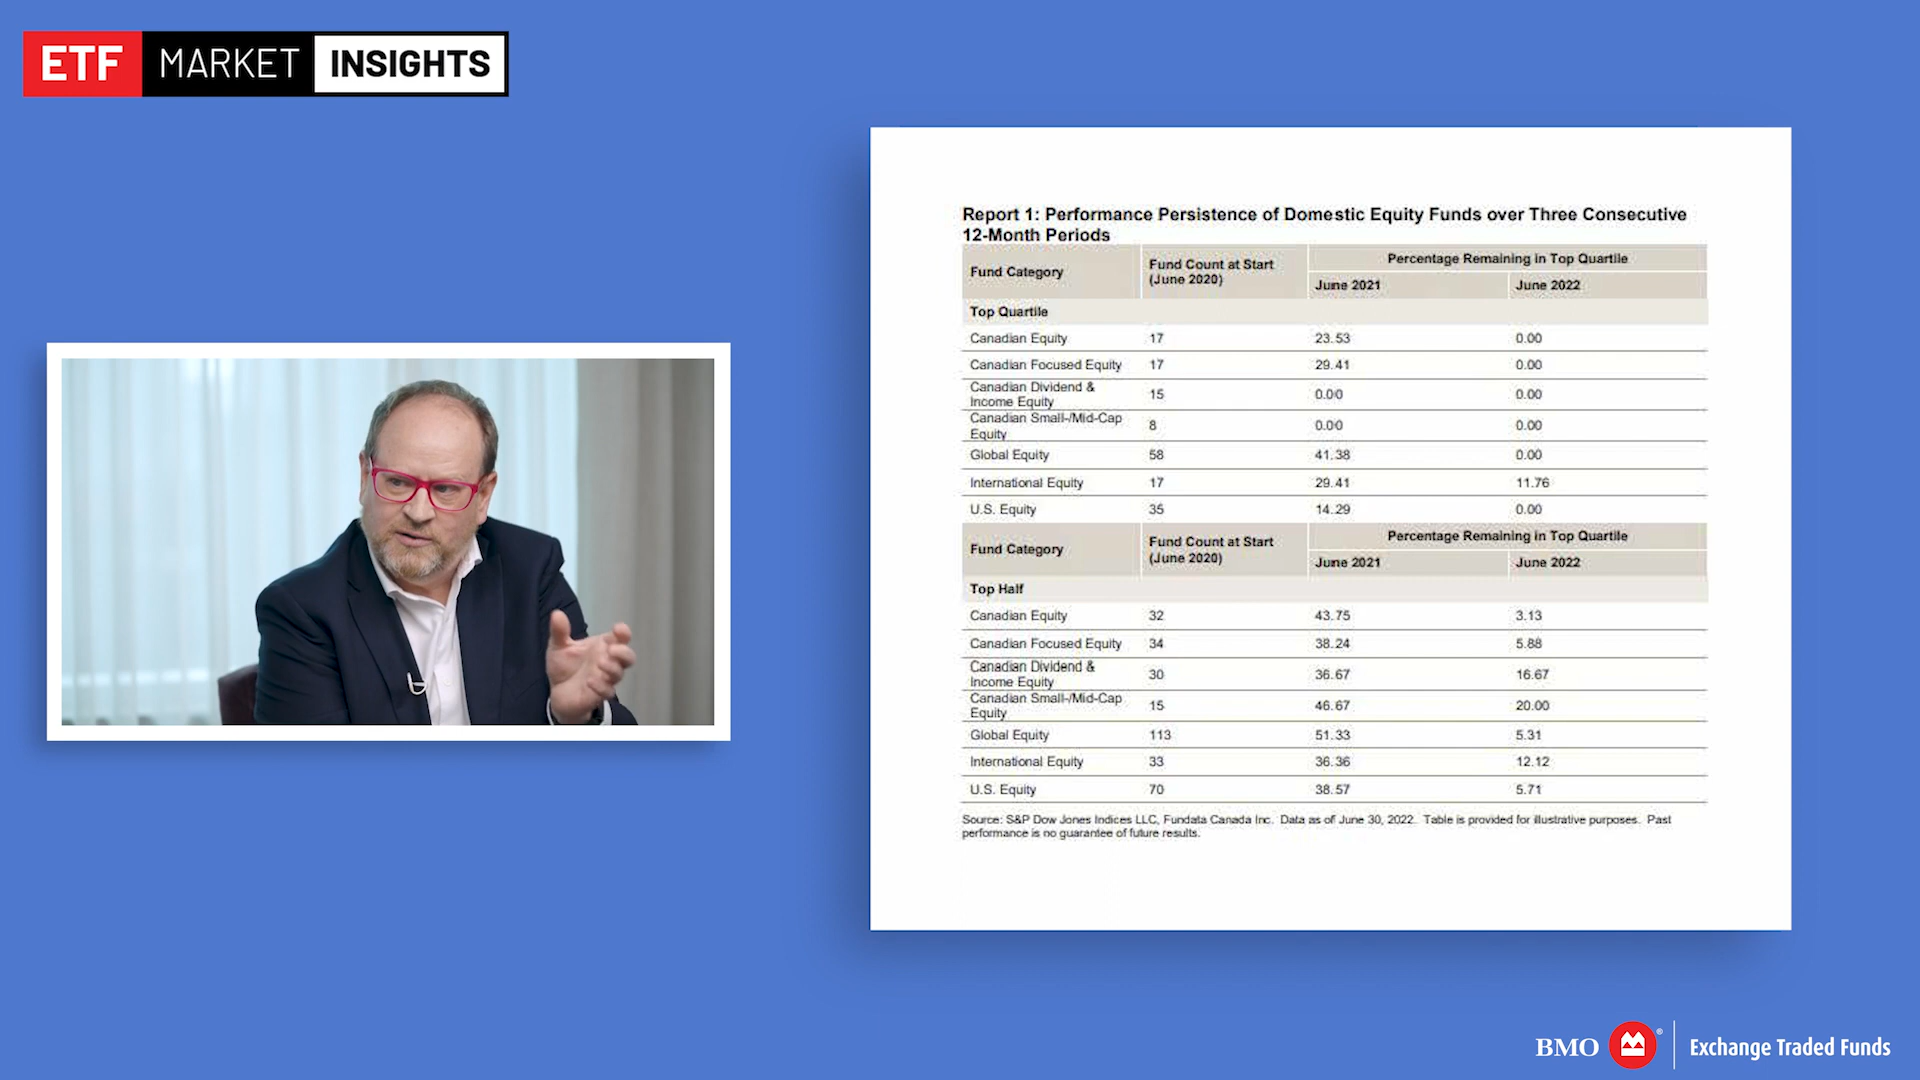 ETF MARKET INSIGHTS
Report 1: Performance Persistence of Domestic Equity Funds over Three Consecutive
12-Month Periods
Fund Category Fund Count at Start (June 2020) Percentage Remaining in Top Quartile
June 2021 June 2022
Top Quartile
Canadian Equity 17 23.53 0.00
Canadian Focused Equity 17 29.41 0.00
Canadian Dividend & Income Equity 15 0.00 0.00
Canadian Small-/Mid-Cap Equity 8 0.00 0.00
Global Equity 58 41.38 0.00
International Equity 17 29.41 11.76
U.S. Equity 35 14.29 0.00
Fund Category Fund Count at Start (June 2020) Percentage Remaining in Top Quartile
June 2021 June 2022
Top Half
Canadian Equity 32 43.75 3.13
Canadian Focused Equity 34 38.24 5.88
Canadian Dividend & Income Equity 30 36.67 16.67
Canadian Small-/Mid-Cap Equity 15 46.67 20.00
Global Equity 113 51.33 5.31
International Equity 33 36.36 12.12
U.S. Equity 70 38.57 5.71
Source: S&P Dow Jones Indices LLC, Fundata Canada Inc. Data as of June 30, 2022. Table is provided for illustrative purposes. Past
performance is no guarantee of future results.
BMO ® Exchange Traded Funds